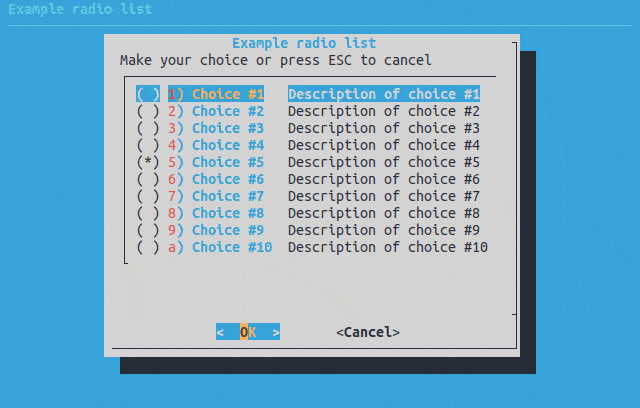 Example radio list
Example radio list
Make your choice or press ESC to cancel
( ) 1) Choice #1 Description of choice #1
( ) 2) Choice #2 Description of choice #2
( ) 3) Choice #3 Description of choice #3
( ) 4) Choice #4 Description of choice #4
(*) 5) Choice #5 Description of choice #5
( ) 6) Choice #6 Description of choice #6
( ) 7) Choice #7 Description of choice #7
( ) 8) Choice #8 Description of choice #8
( ) 9) Choice #9 Description of choice #9
( ) a) Choice #10 Description of choice #10
< OK > <Cancel>